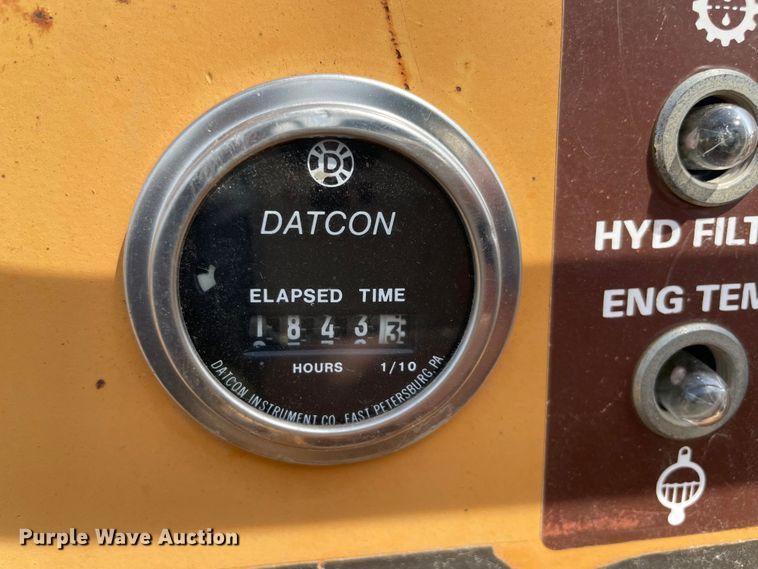 D
DATCON
ELAPSED TIME
18433
HOURS 1/10
DATCON INSTRUMENT CO. EAST PETERSBURG, PA.
HYD FILT
ENG TEM
Purple Wave Auction